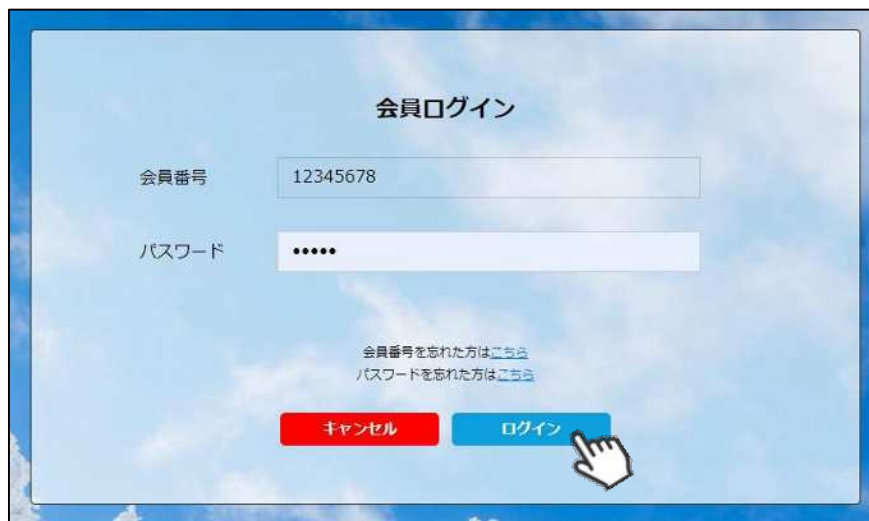 会員ログイン
会員番号 12345678
パスワード •••••
会員番号を忘れた方はこちら
パスワードを忘れた方はこちら
キャンセル ログイン